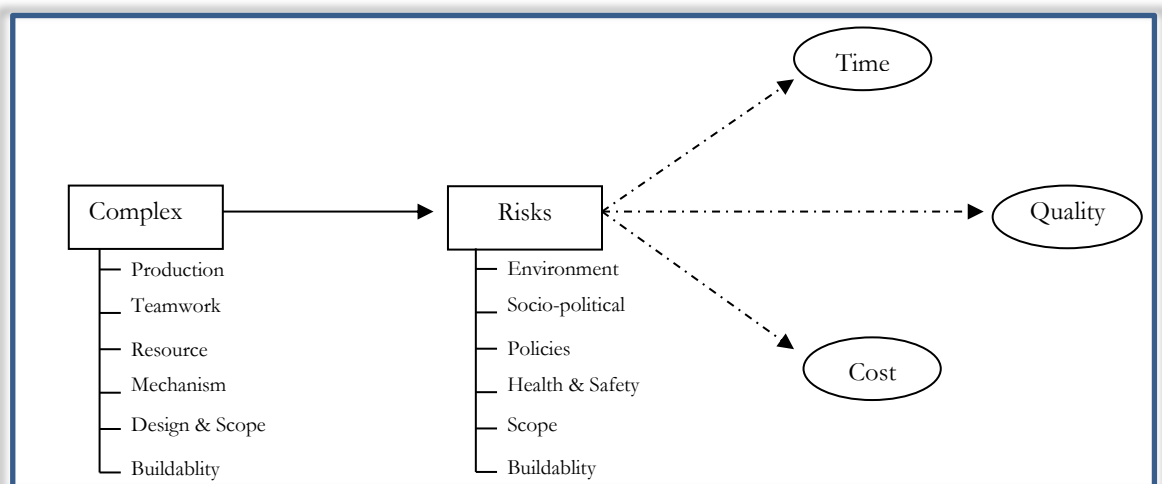 Time
Complex
Risks
Quality
Production
Teamwork
Resource
Mechanism
Design & Scope
Buildablity
Environment
Socio-political
Policies
Health & Safety
Scope
Buildablity
Cost